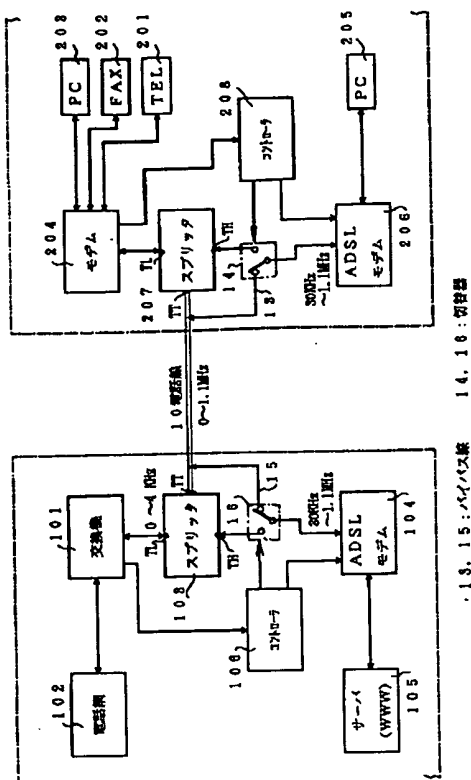 203
PC
202
FAX
201
TEL
204
モデム
208
コントローラ
205
PC
207
スプリッタ
TL
TT
TH
14
13
30KHz
~1.1MHz
206
ADSL
モデム
10 電話線
0~1.1MHz
101
交換機
102
電話網
0~4KHz
TL
TT
スプリッタ
103
TH
16
15
106
コントローラ
30KHz
~1.1MHz
104
ADSL
モデム
サーバ
(WWW)
105
13, 15:バイパス線
14, 16:切替器